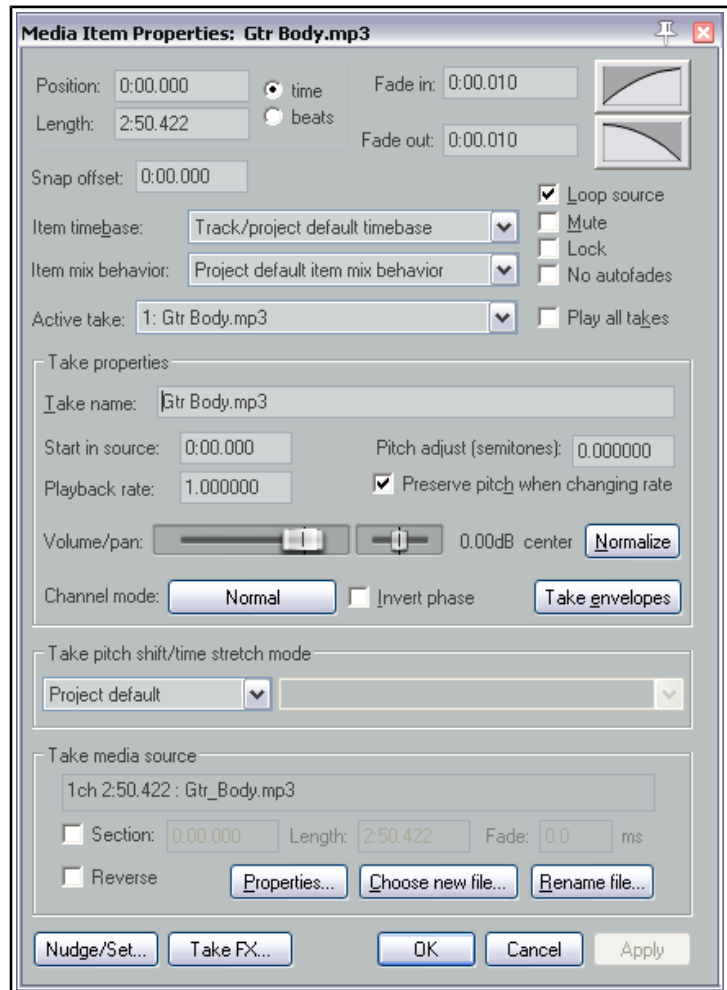 Media Item Properties: Gtr Body.mp3
Position: 0:00.000 time Fade in: 0:00.010
Length: 2:50.422 beats
Fade out: 0:00.010
Snap offset: 0:00.000
Loop source
Item timebase: Track/project default timebase Mute
Lock
Item mix behavior: Project default item mix behavior No autofades
Active take: 1: Gtr Body.mp3 Play all takes
Take properties
Take name: Gtr Body.mp3
Start in source: 0:00.000 Pitch adjust (semitones): 0.000000
Playback rate: 1.000000 Preserve pitch when changing rate
Volume/pan: 0.00dB center Normalize
Channel mode: Normal Invert phase Take envelopes
Take pitch shift/time stretch mode
Project default
Take media source
1ch 2:50.422 : Gtr_Body.mp3
Section: 0:00.000 Length: 2:50.422 Fade: 0.0 ms
Reverse Properties... Choose new file... Rename file...
Nudge/Set... Take FX... OK Cancel Apply